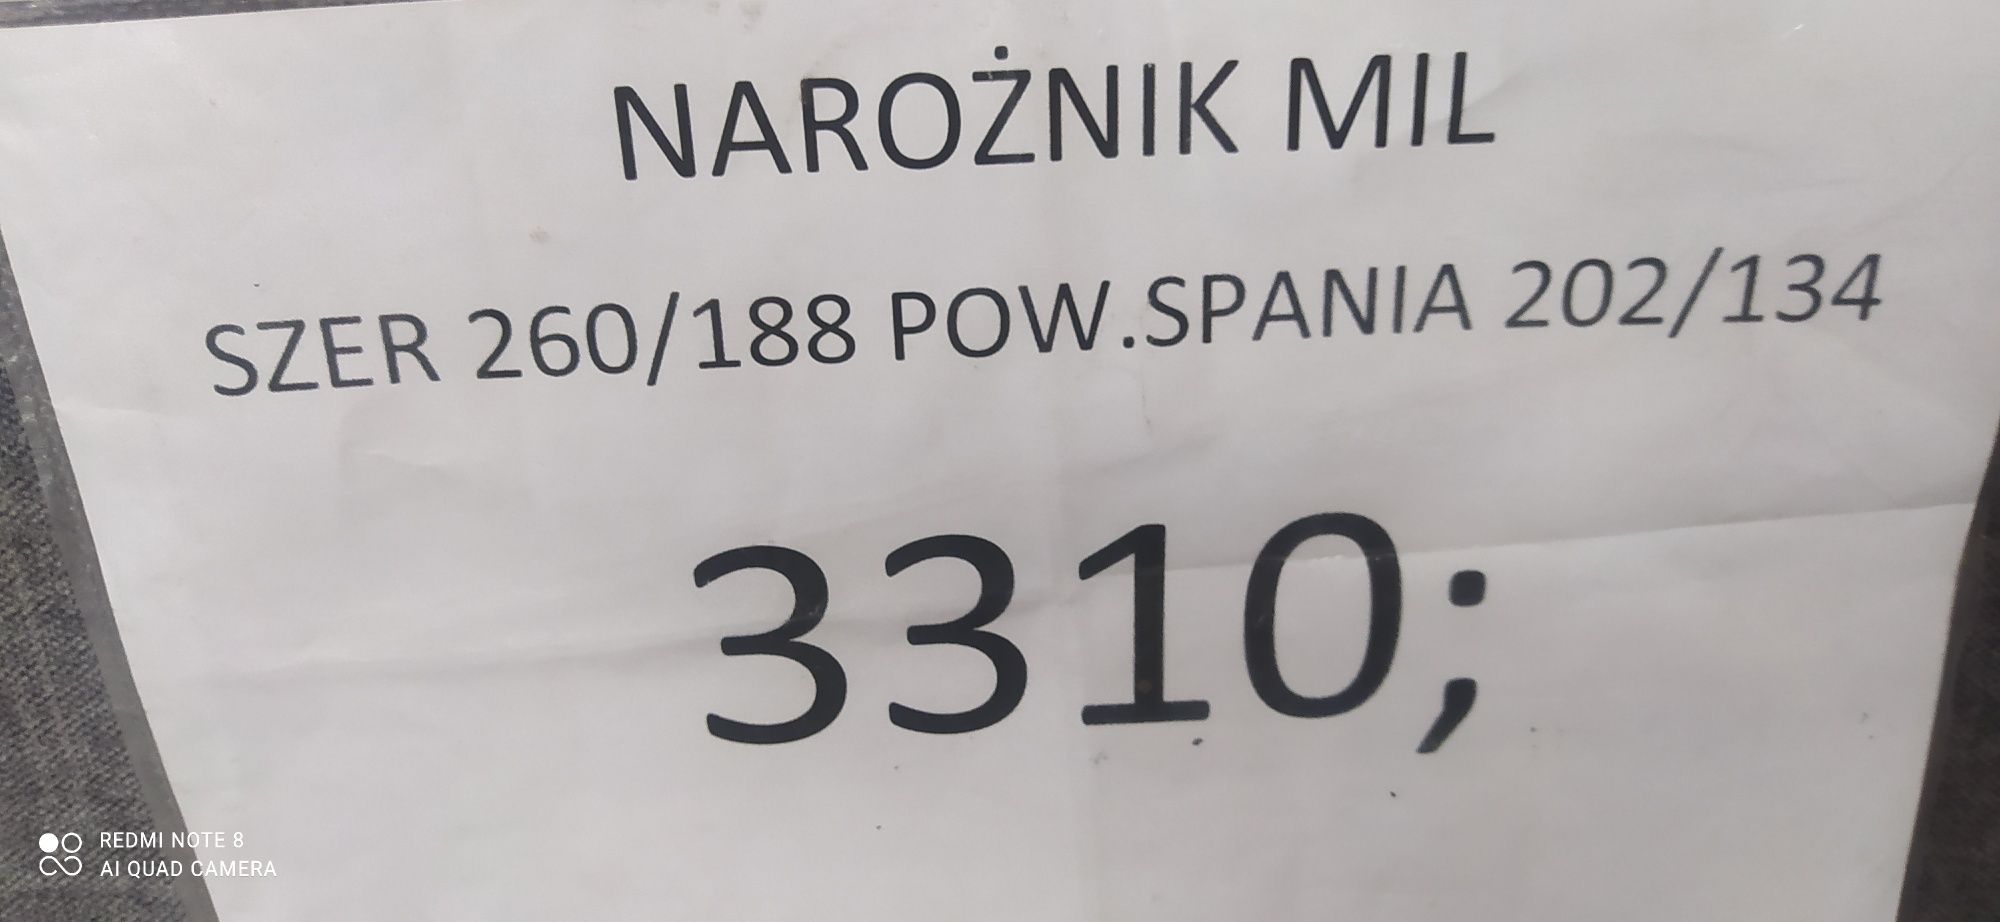 NAROŻNIK MIL
SZER 260/188 POW.SPANIA 202/134
3310;
REDMI NOTE 8
AI QUAD CAMERA